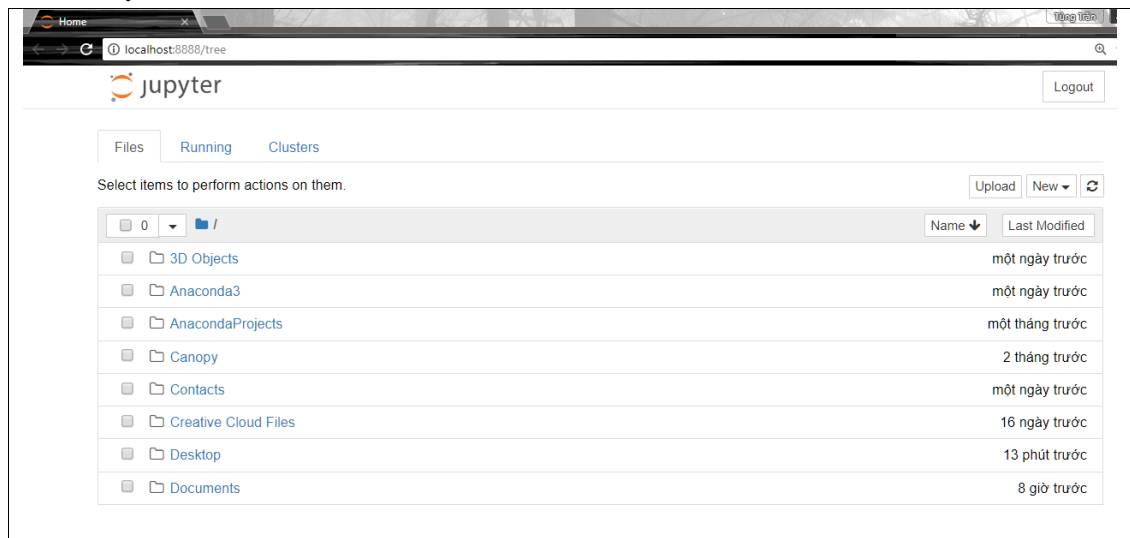 Home
Tùng Trần
localhost:8888/tree
jupyter
Logout
Files Running Clusters
Select items to perform actions on them.
Upload New
0 / Name Last Modified
3D Objects một ngày trước
Anaconda3 một ngày trước
AnacondaProjects một tháng trước
Canopy 2 tháng trước
Contacts một ngày trước
Creative Cloud Files 16 ngày trước
Desktop 13 phút trước
Documents 8 giờ trước